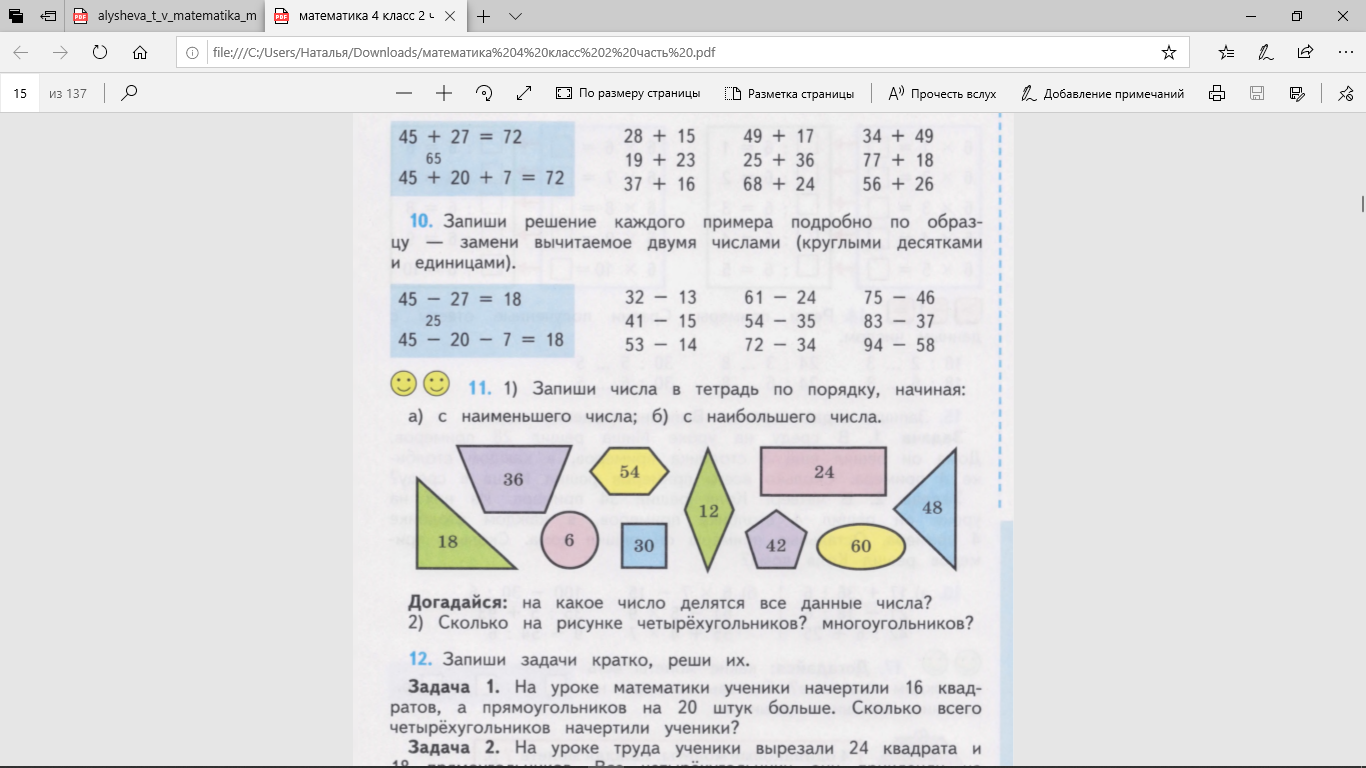 alysheva_t_v_matematika_m
математика 4 класс 2 ч
file:///C:/Users/Наталья/Downloads/математика%204%20класс%202%20часть%20.pdf
15 из 137
По размеру страницы
Разметка страницы
Прочесть вслух
Добавление примечаний
45 + 27 = 72 28 + 15 49 + 17 34 + 49
65 19 + 23 25 + 36 77 + 18
45 + 20 + 7 = 72 37 + 16 68 + 24 56 + 26
10. Запиши решение каждого примера подробно по образ-
цу — замени вычитаемое двумя числами (круглыми десятками
и единицами).
45 − 27 = 18 32 − 13 61 − 24 75 − 46
25 41 − 15 54 − 35 83 − 37
45 − 20 − 7 = 18 53 − 14 72 − 34 94 − 58
11. 1) Запиши числа в тетрадь по порядку, начиная:
а) с наименьшего числа; б) с наибольшего числа.
36 54 24
18 6 30 12 42 60 48
Догадайся: на какое число делятся все данные числа?
2) Сколько на рисунке четырёхугольников? многоугольников?
12. Запиши задачи кратко, реши их.
Задача 1. На уроке математики ученики начертили 16 квад-
ратов, а прямоугольников на 20 штук больше. Сколько всего
четырёхугольников начертили ученики?
Задача 2. На уроке труда ученики вырезали 24 квадрата и